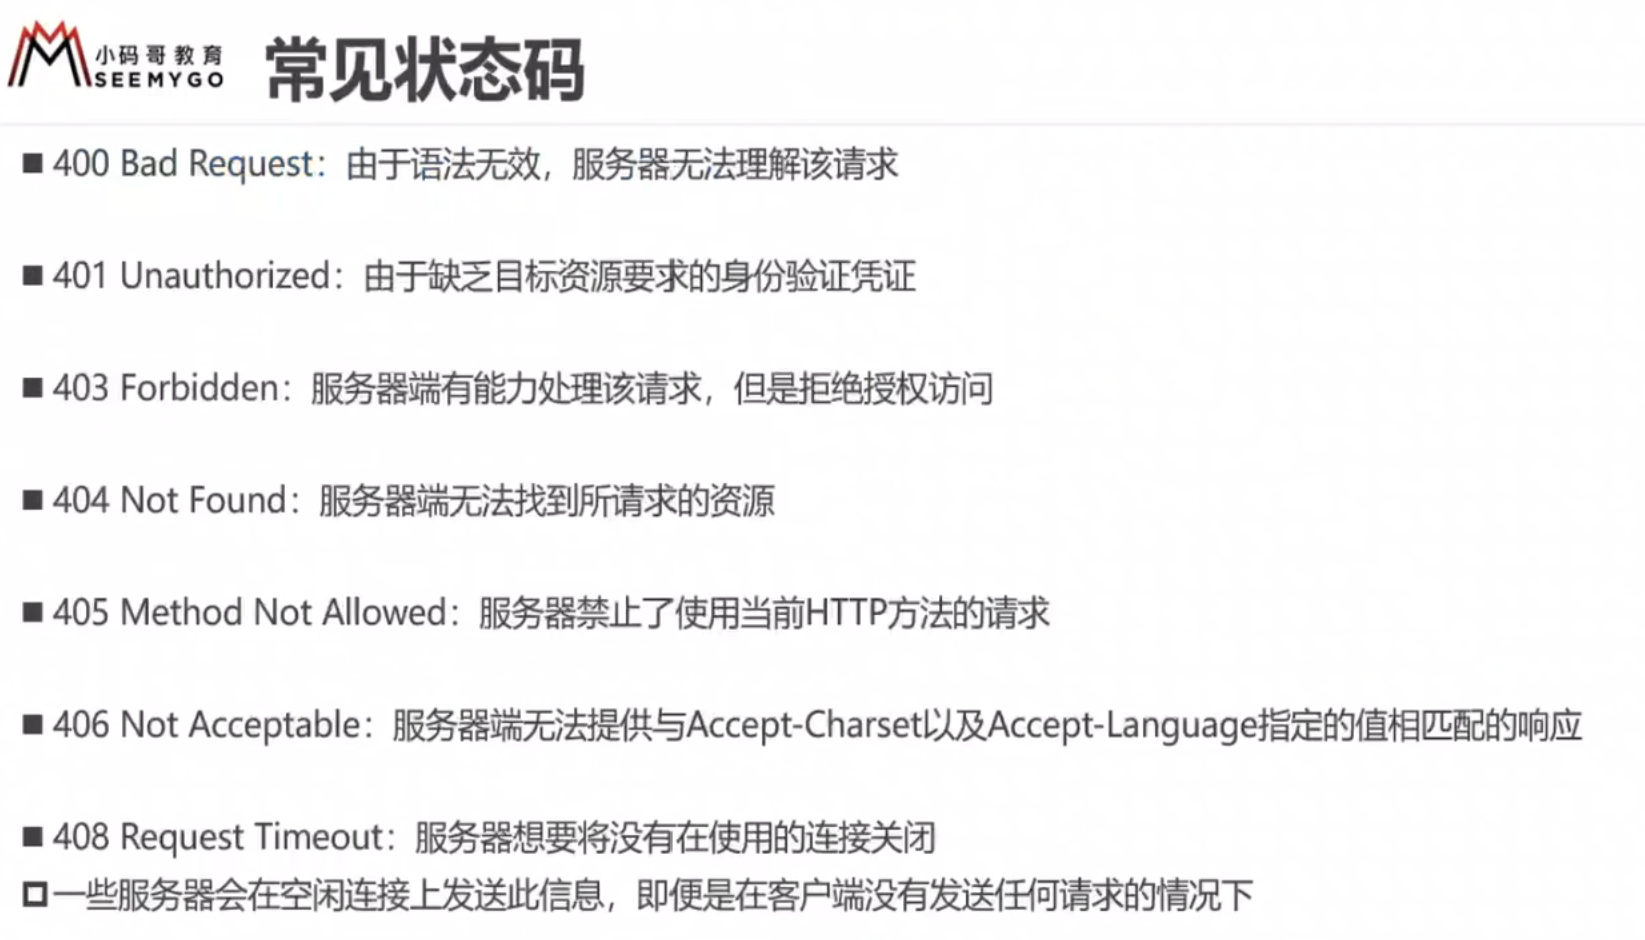 小码哥教育
SEEMYGO
常见状态码
■ 400 Bad Request：由于语法无效，服务器无法理解该请求
■ 401 Unauthorized：由于缺乏目标资源要求的身份验证凭证
■ 403 Forbidden：服务器端有能力处理该请求，但是拒绝授权访问
■ 404 Not Found：服务器端无法找到所请求的资源
■ 405 Method Not Allowed：服务器禁止了使用当前HTTP方法的请求
■ 406 Not Acceptable：服务器端无法提供与Accept-Charset以及Accept-Language指定的值相匹配的响应
■ 408 Request Timeout：服务器想要将没有在使用的连接关闭
一些服务器会在空闲连接上发送此信息，即便是在客户端没有发送任何请求的情况下